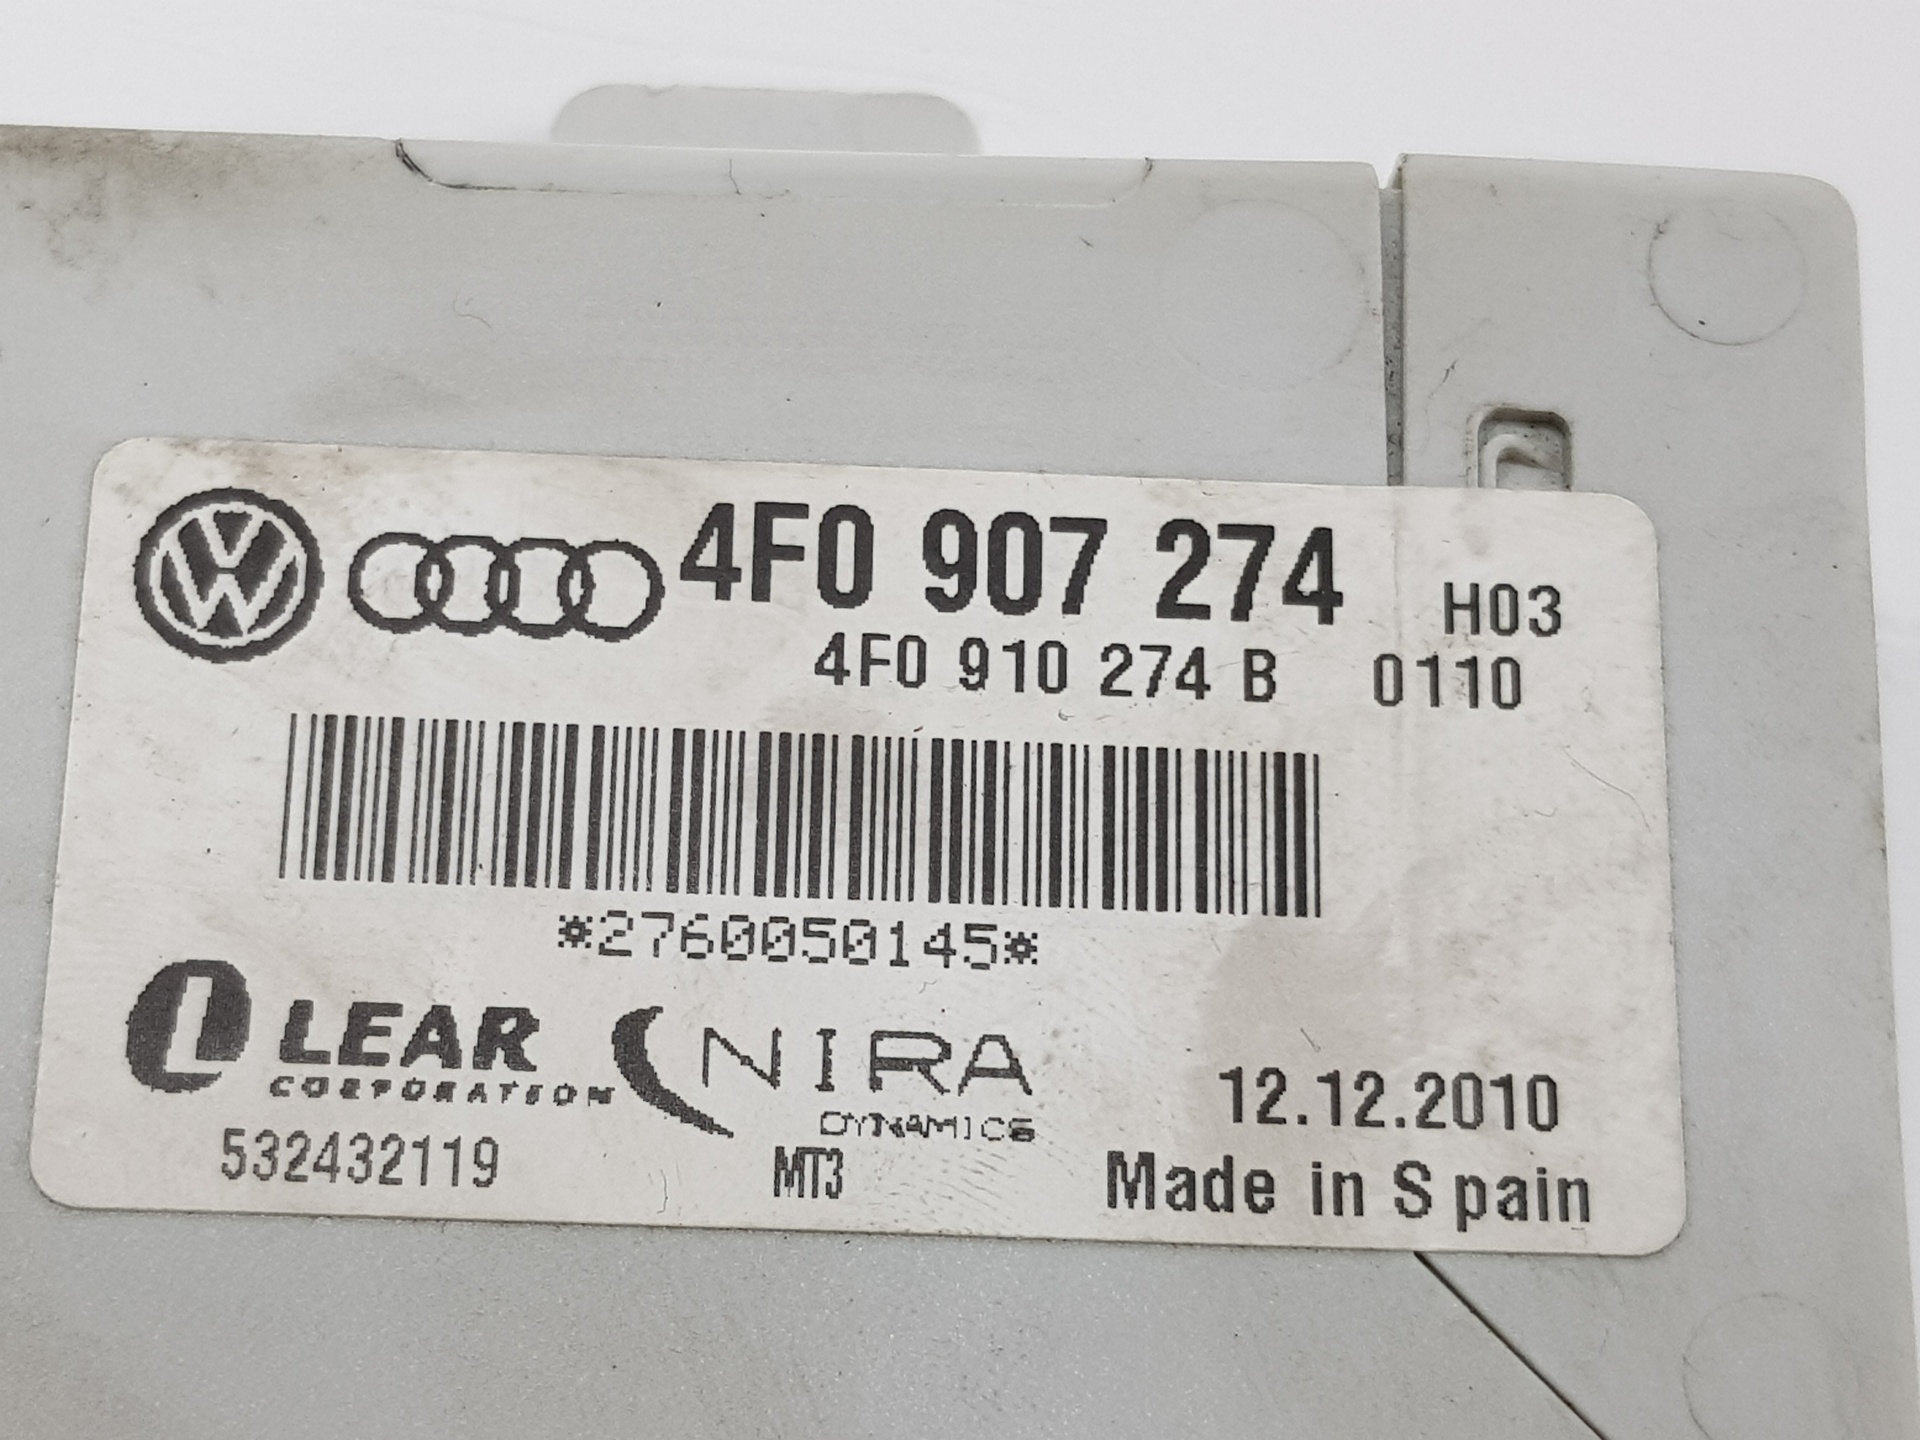 4F0 907 274 H03
4F0 910 274 B 0110
*2760050145*
L LEAR NIRA
CORPORATION DYNAMICS
12.12.2010
532432119 MT3 Made in Spain